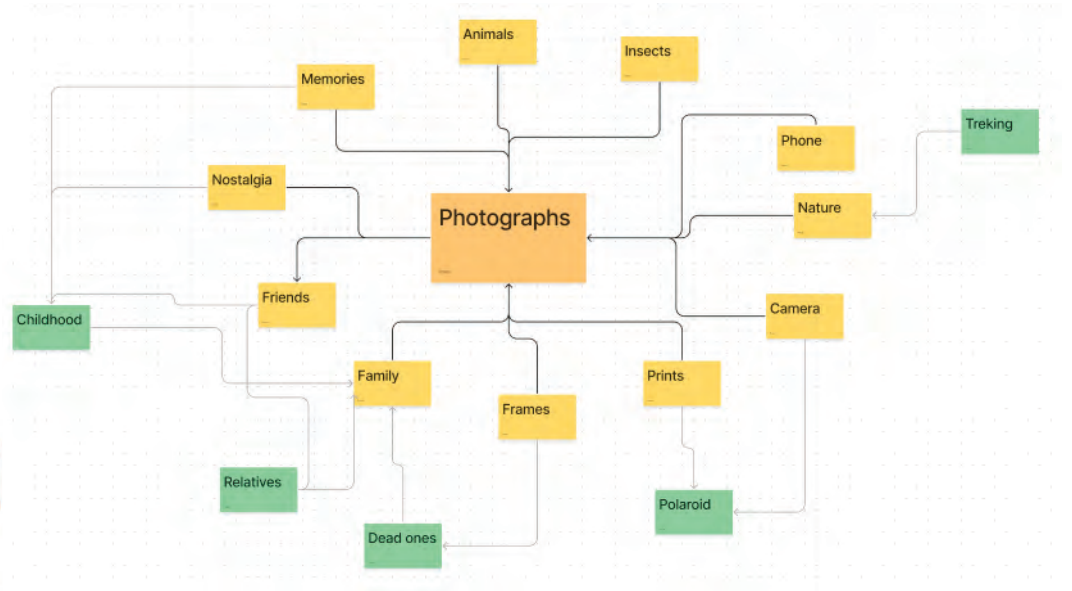 Animals
Insects
Memories
Treking
Phone
Nostalgia
Nature
Photographs
Friends
Camera
Childhood
Family
Prints
Frames
Relatives
Polaroid
Dead ones